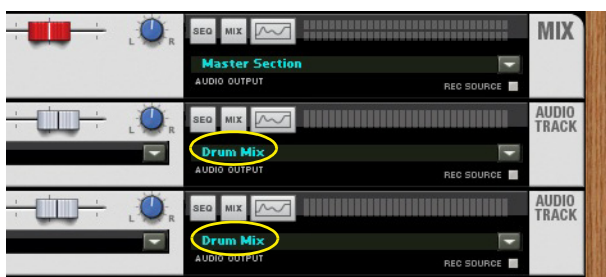 SEQ MIX MIX
L R
Master Section
AUDIO OUTPUT REC SOURCE
SEQ MIX AUDIO
TRACK
L R
Drum Mix
AUDIO OUTPUT REC SOURCE
SEQ MIX AUDIO
TRACK
L R
Drum Mix
AUDIO OUTPUT REC SOURCE